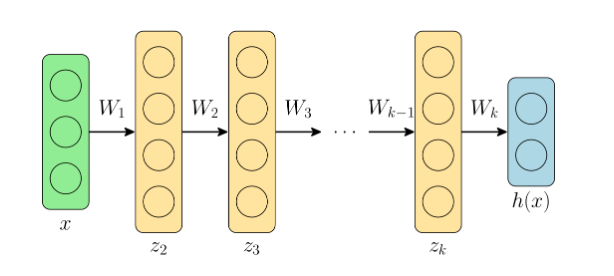 W₁ W₂ W₃ ⋯ Wₖ₋₁ Wₖ
x z₂ z₃ zₖ h(x)